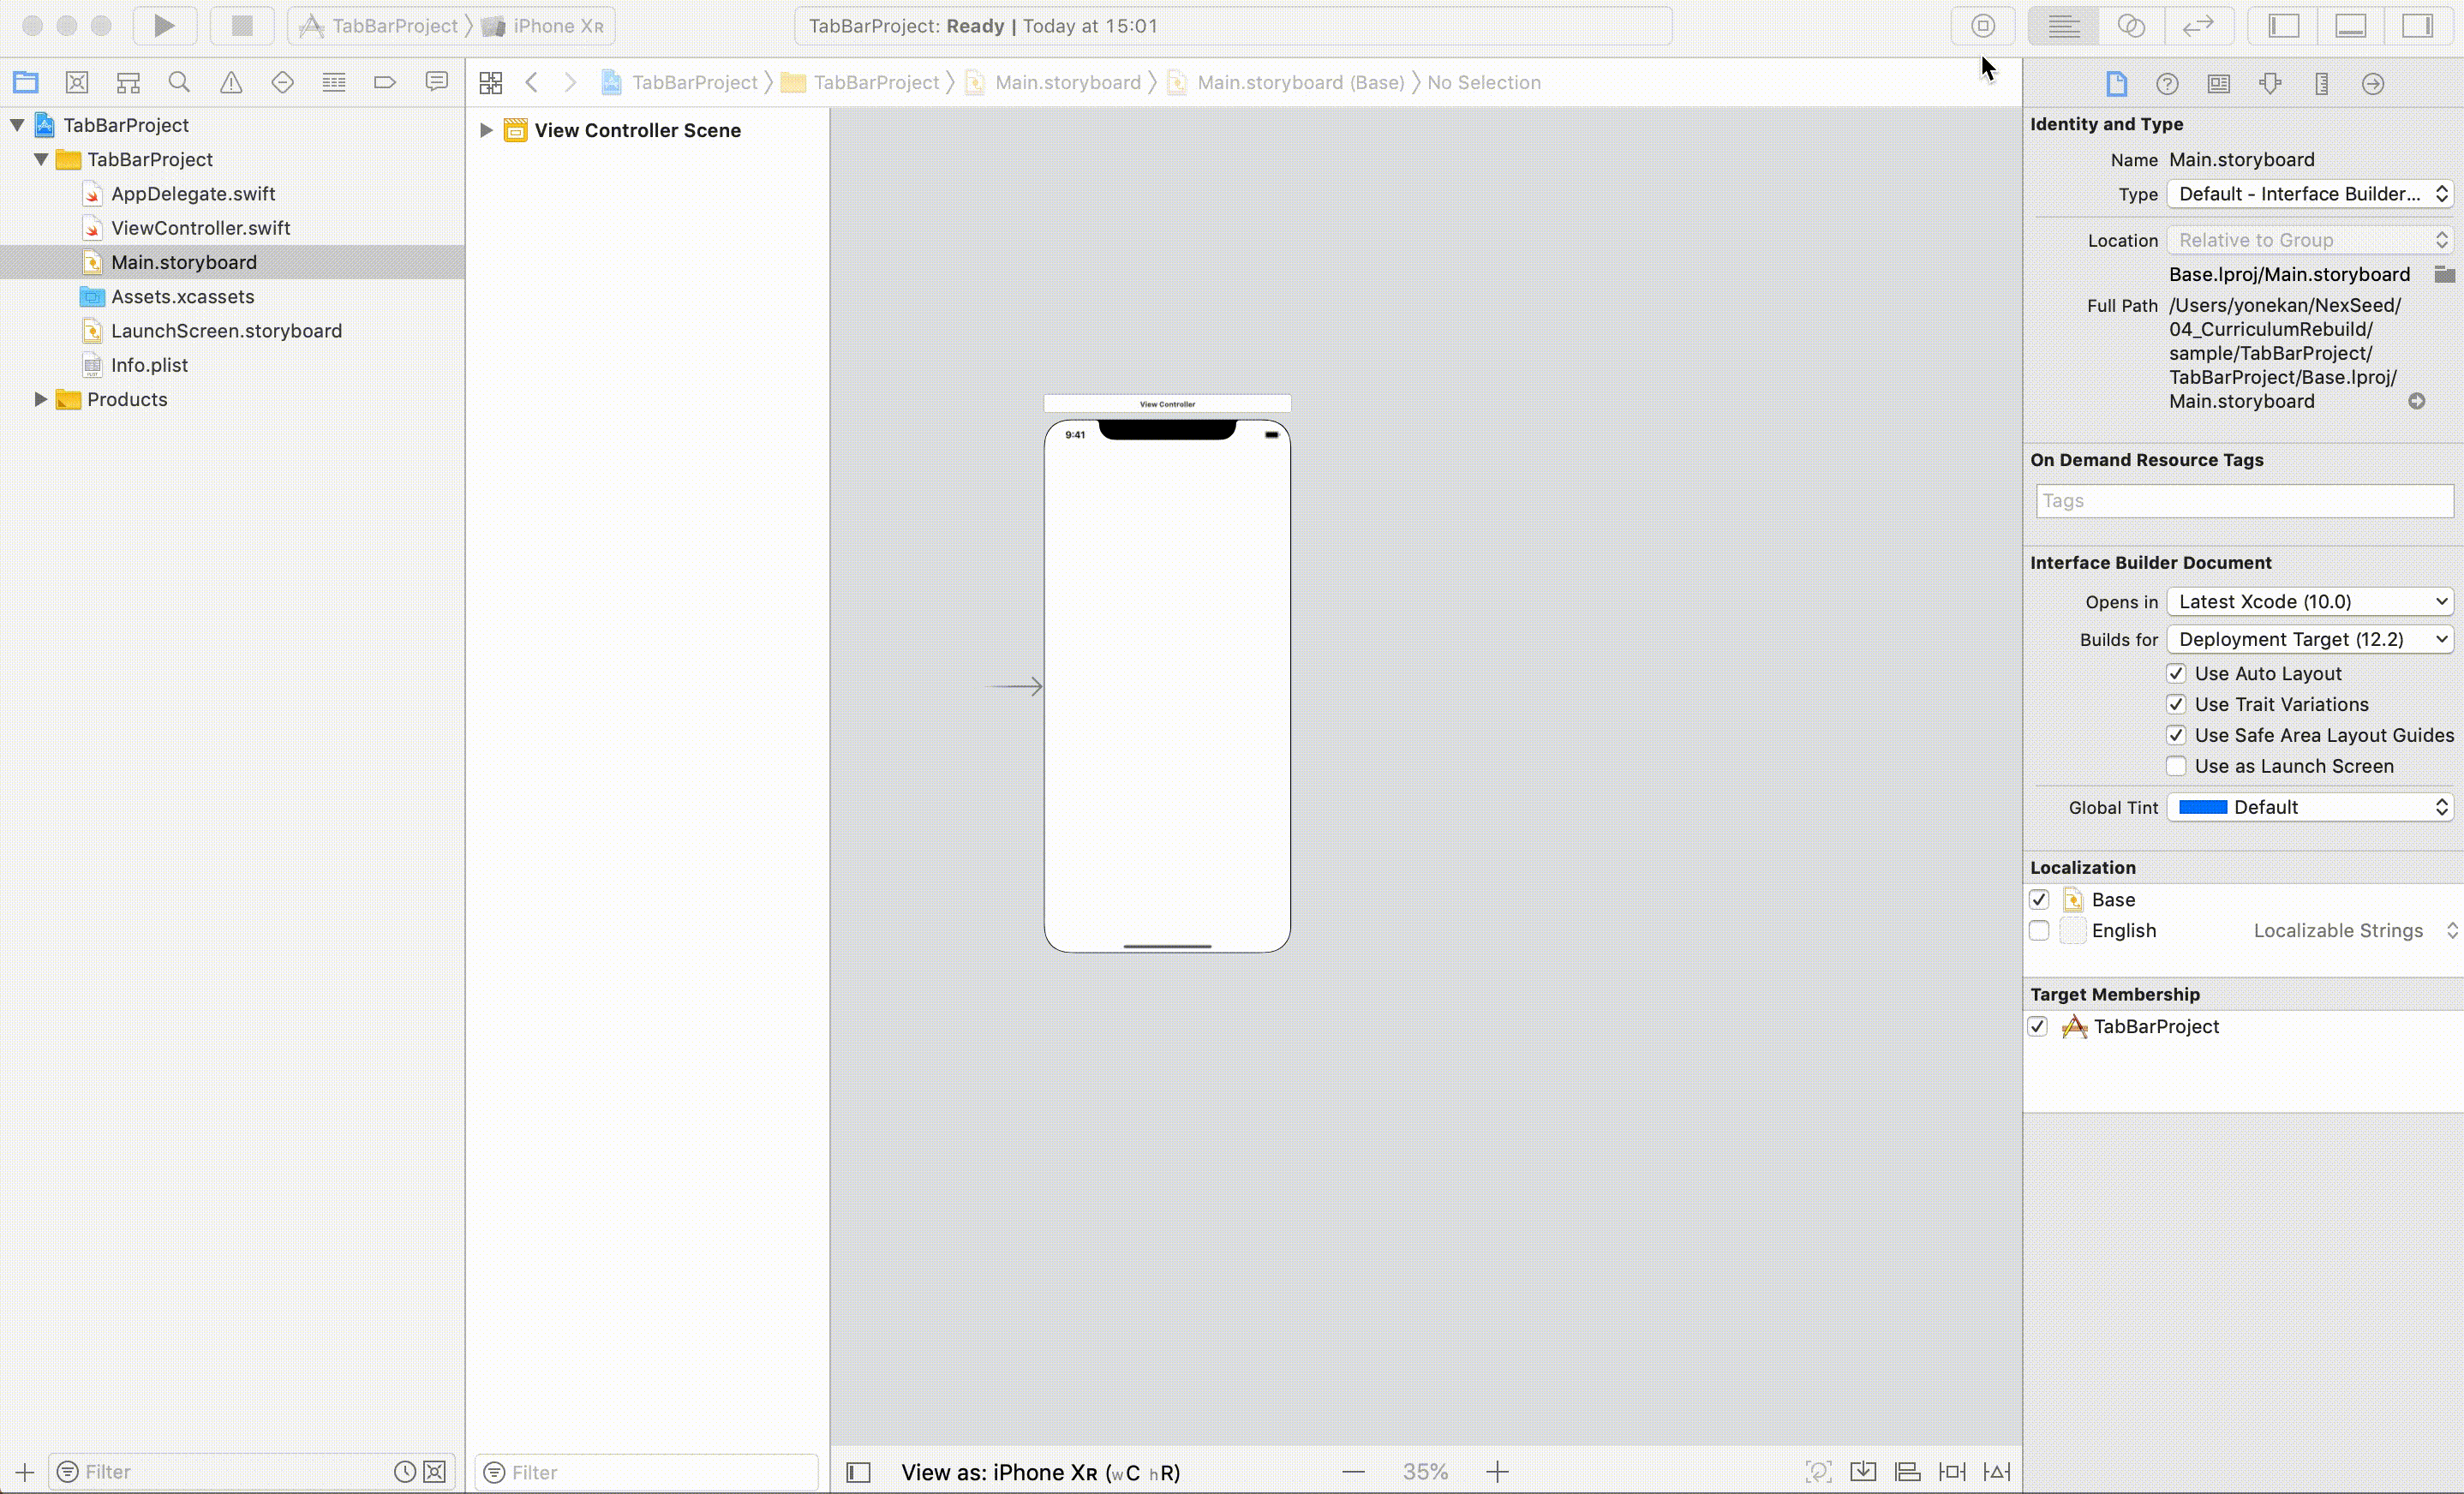 TabBarProject iPhone XR
TabBarProject: Ready | Today at 15:01
TabBarProject TabBarProject Main.storyboard Main.storyboard (Base) No Selection
TabBarProject
TabBarProject
AppDelegate.swift
ViewController.swift
Main.storyboard
Assets.xcassets
LaunchScreen.storyboard
Info.plist
Products
Filter
View Controller Scene
Filter
View Controller
9:41
View as: iPhone XR (wC hR)
35%
Identity and Type
Name Main.storyboard
Type Default - Interface Builder...
Location Relative to Group
Base.lproj/Main.storyboard
Full Path /Users/yonekan/NexSeed/
04_CurriculumRebuild/
sample/TabBarProject/
TabBarProject/Base.lproj/
Main.storyboard
On Demand Resource Tags
Tags
Interface Builder Document
Opens in Latest Xcode (10.0)
Builds for Deployment Target (12.2)
Use Auto Layout
Use Trait Variations
Use Safe Area Layout Guides
Use as Launch Screen
Global Tint Default
Localization
Base
English Localizable Strings
Target Membership
TabBarProject